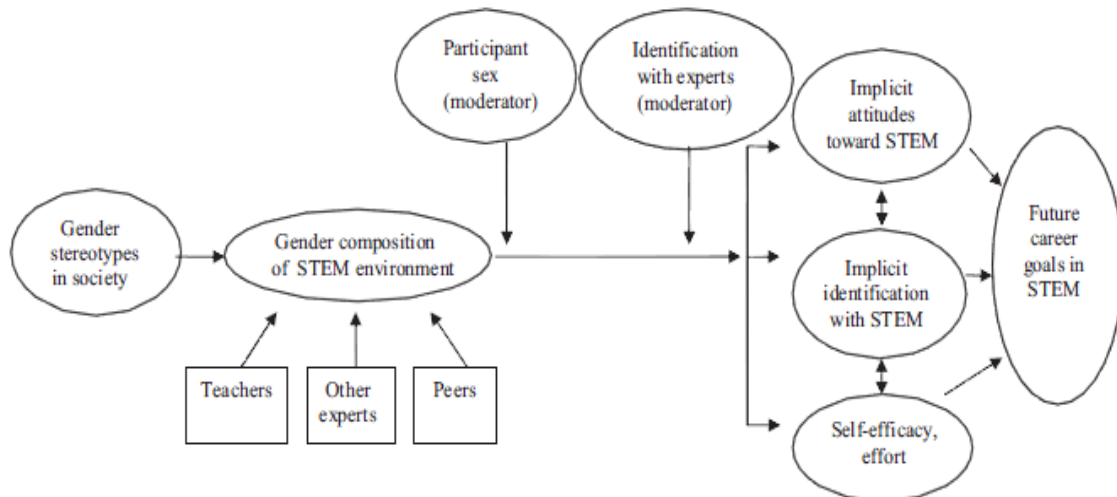 Participant
sex
(moderator)
Identification
with experts
(moderator)
Implicit
attitudes
toward STEM
Gender
stereotypes
in society
Gender composition
of STEM environment
Implicit
identification
with STEM
Future
career
goals in
STEM
Teachers
Other
experts
Peers
Self-efficacy,
effort